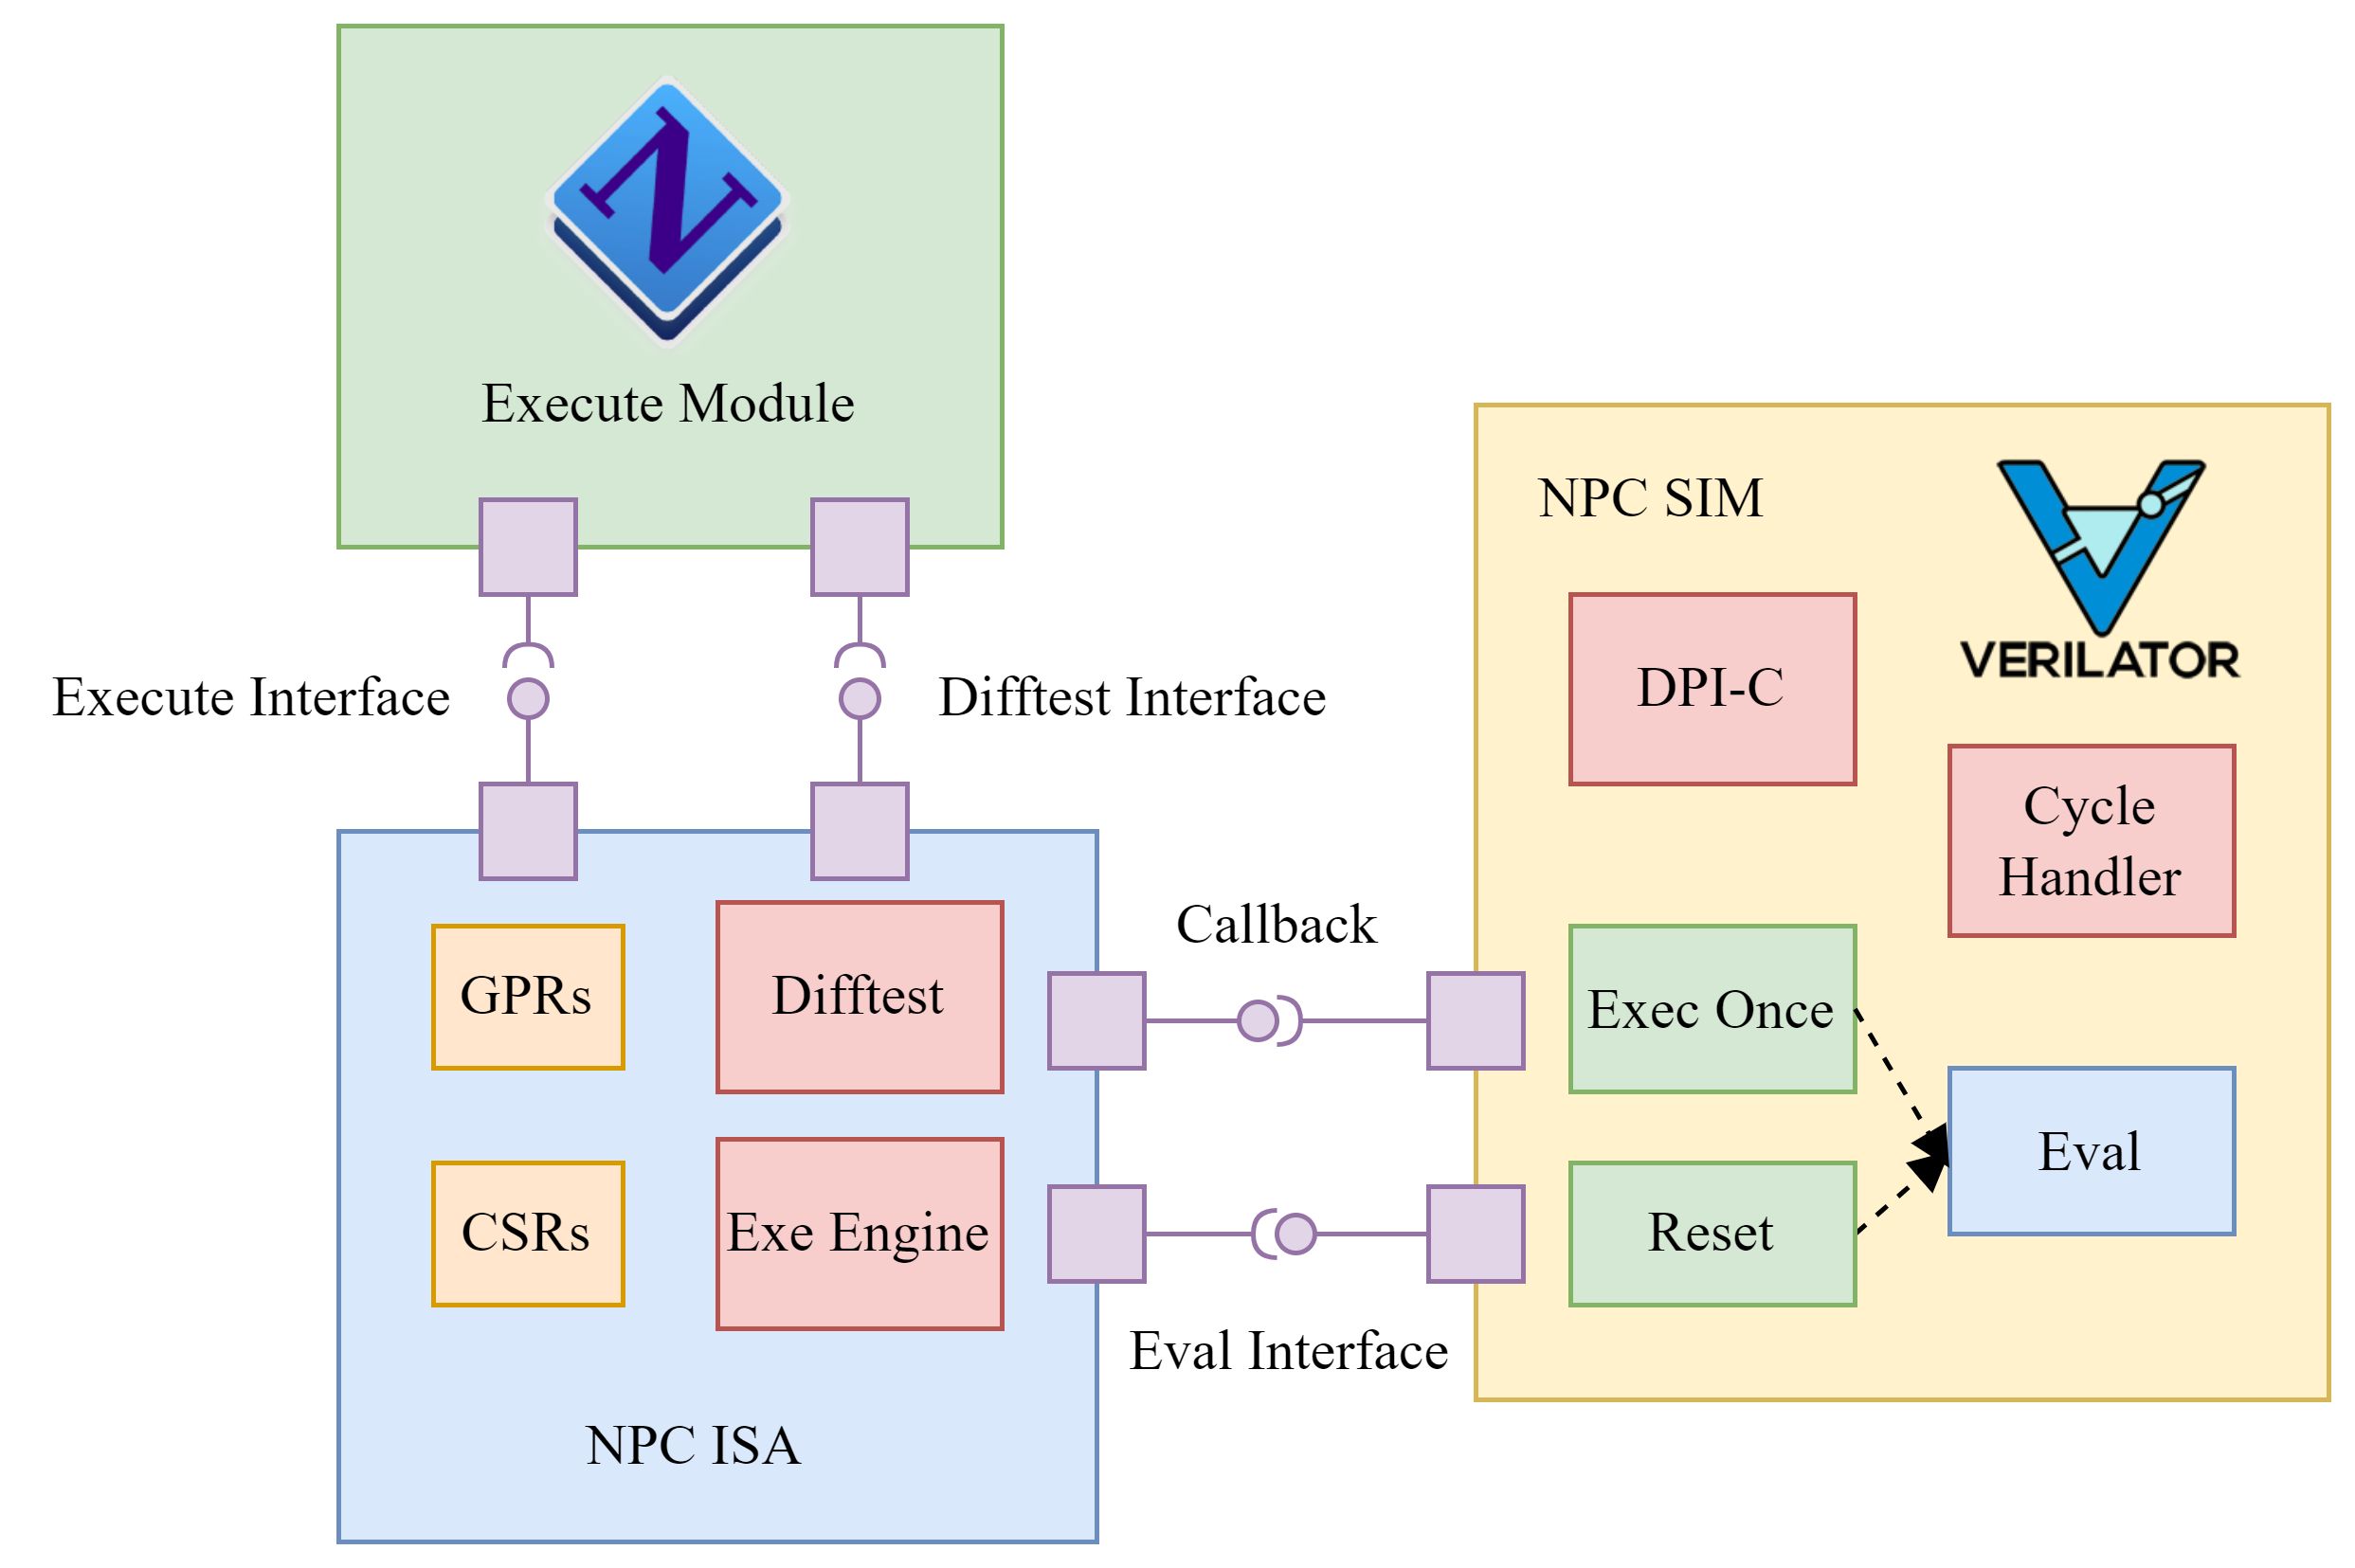 N
Execute Module
Execute Interface
Difftest Interface
NPC SIM
VERILATOR
DPI-C
Cycle
Handler
GPRs
Difftest
Callback
Exec Once
CSRs
Exe Engine
Eval Interface
Reset
Eval
NPC ISA